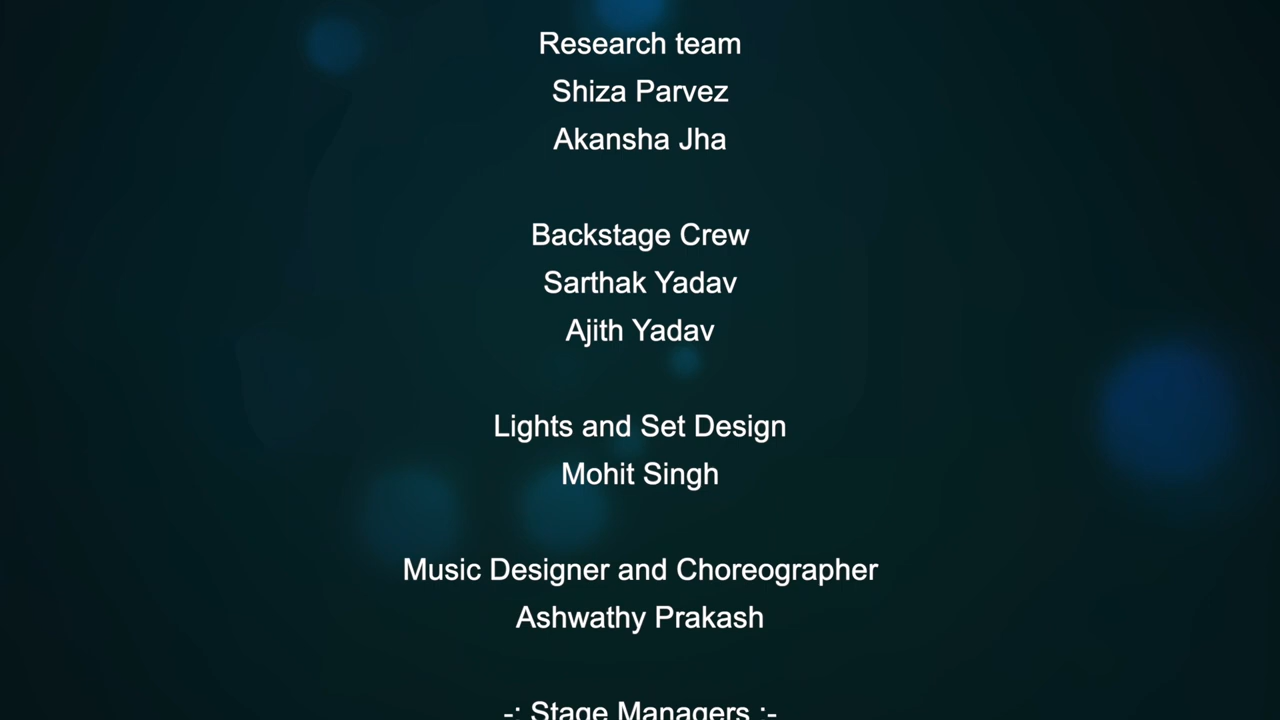 Research team
Shiza Parvez
Akansha Jha
Backstage Crew
Sarthak Yadav
Ajith Yadav
Lights and Set Design
Mohit Singh
Music Designer and Choreographer
Ashwathy Prakash
-: Stage Managers :-